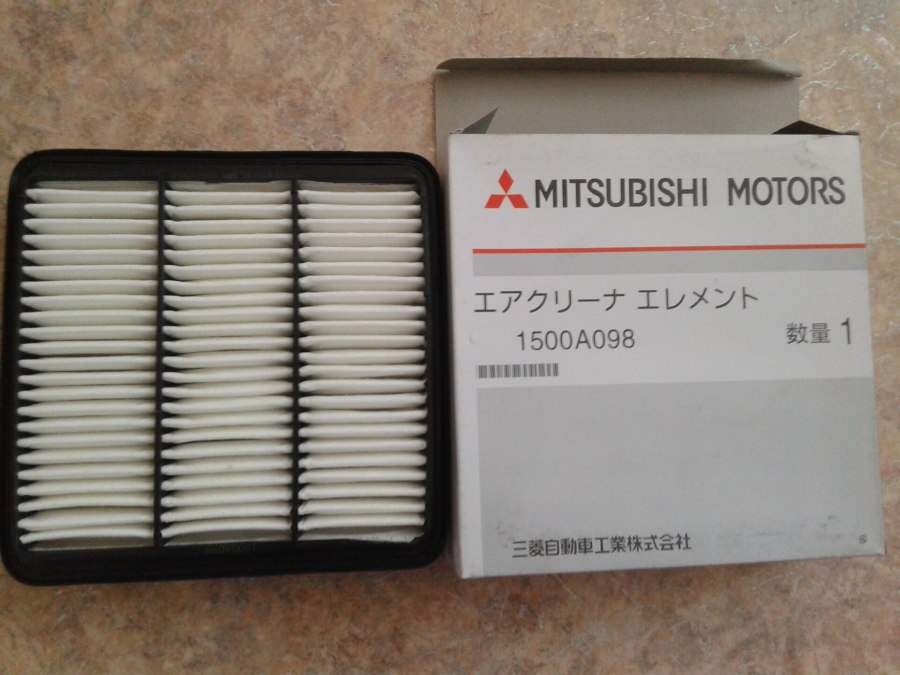 MITSUBISHI MOTORS
エアクリーナ エレメント
1500A098
数量 1
三菱自動車工業株式会社